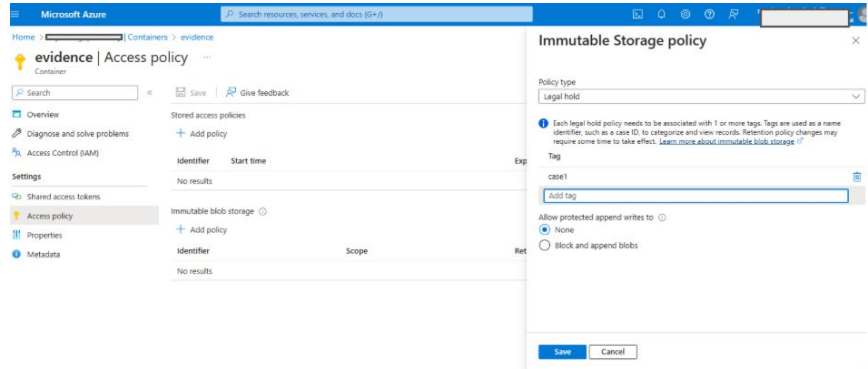 Microsoft Azure
Search resources, services, and docs (G+/)
Home >
Containers > evidence
evidence | Access policy
Container
Search
Overview
Diagnose and solve problems
Access Control (IAM)
Settings
Shared access tokens
Access policy
Properties
Metadata
Save
Give feedback
Stored access policies
Add policy
Identifier Start time Exp
No results
Immutable blob storage
Add policy
Identifier Scope Ret
No results
Immutable Storage policy
Policy type
Legal hold
Each legal hold policy needs to be associated with 1 or more tags. Tags are used as a name
identifier, such as a case ID, to categorize and view records. Retention policy changes may
require some time to take effect. Learn more about immutable blob storage
Tag
case1
Add tag
Allow protected append writes to
None
Block and append blobs
Save Cancel